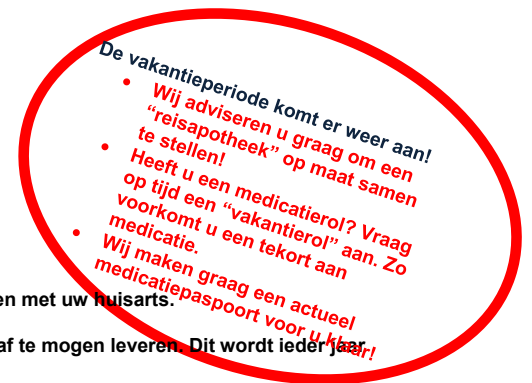 De vakantieperiode komt er weer aan!
• Wij adviseren u graag om een
“reisapotheek” op maat samen
te stellen!
• Heeft u een medicatierol? Vraag
op tijd een “vakantierol” aan. Zo
voorkomt u een tekort aan
medicatie.
• Wij maken graag een actueel
medicatiepaspoort voor u klaar!
en met uw huisarts.
af te mogen leveren. Dit wordt ieder jaar